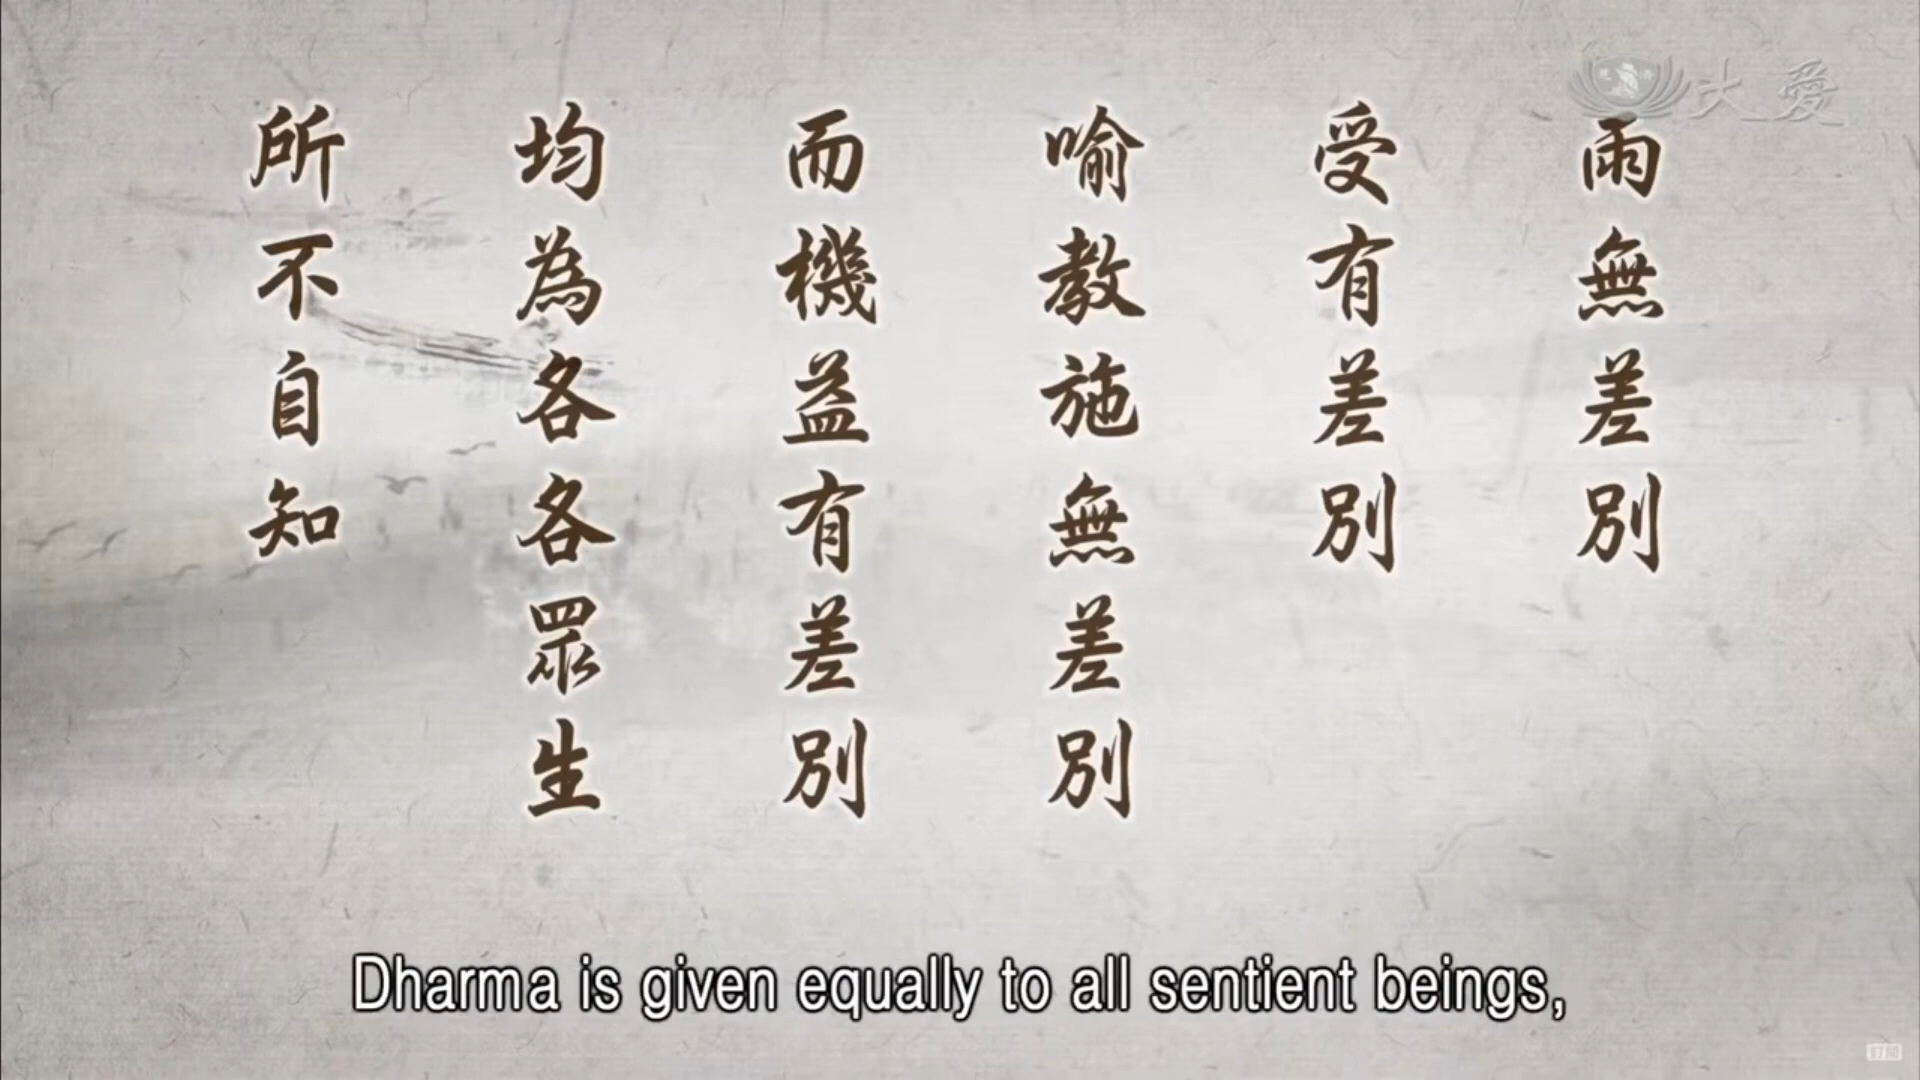 大愛
雨無差別
受有差別
喻教施無差別
而機益有差別
均為各各眾生
所不自知
Dharma is given equally to all sentient beings,
訂閱